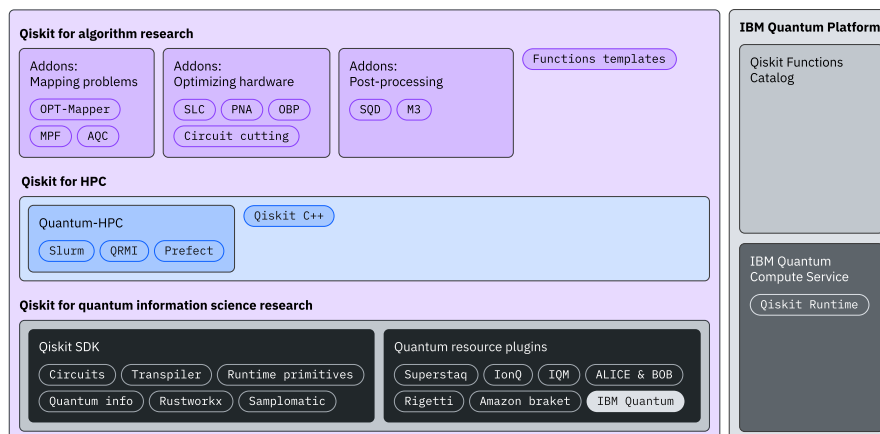 Qiskit for algorithm research
Addons:
Mapping problems
OPT-Mapper
MPF AQC
Addons:
Optimizing hardware
SLC PNA OBP
Circuit cutting
Addons:
Post-processing
SQD M3
Functions templates
Qiskit for HPC
Quantum-HPC
Slurm QRMI Prefect
Qiskit C++
Qiskit for quantum information science research
Qiskit SDK
Circuits Transpiler Runtime primitives
Quantum info Rustworkx Samplomatic
Quantum resource plugins
Superstaq IonQ IQM ALICE & BOB
Rigetti Amazon braket IBM Quantum
IBM Quantum Platform
Qiskit Functions
Catalog
IBM Quantum
Compute Service
Qiskit Runtime